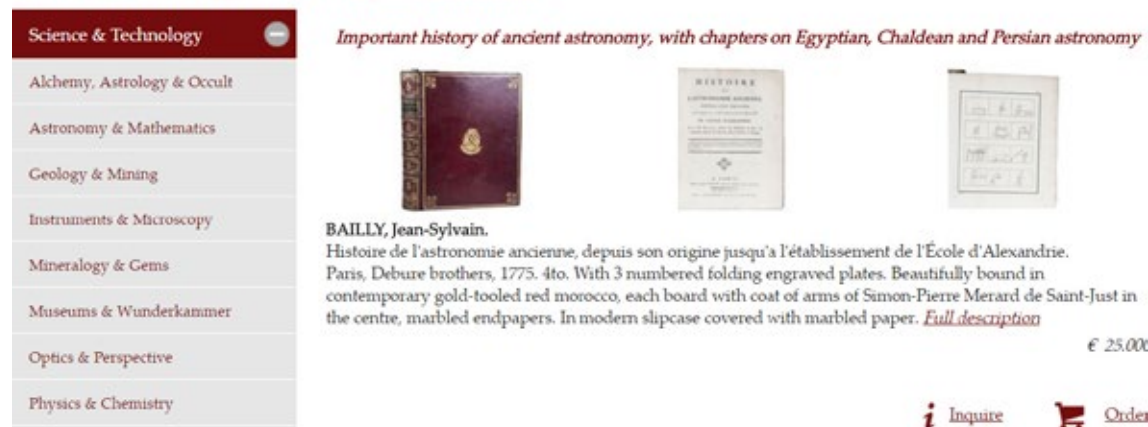 Science & Technology
Alchemy, Astrology & Occult
Astronomy & Mathematics
Geology & Mining
Instruments & Microscopy
Mineralogy & Gems
Museums & Wunderkammer
Optics & Perspective
Physics & Chemistry
Important history of ancient astronomy, with chapters on Egyptian, Chaldean and Persian astronomy
HISTOIRE
BAILLY, Jean-Sylvain.
Histoire de l'astronomie ancienne, depuis son origine jusqu'a l'établissement de l'École d'Alexandrie.
Paris, Debure brothers, 1775. 4to. With 3 numbered folding engraved plates. Beautifully bound in
contemporary gold-tooled red morocco, each board with coat of arms of Simon-Pierre Merard de Saint-Just in
the centre, marbled endpapers. In modern slipcase covered with marbled paper. Full description
€ 25.000
Inquire
Order